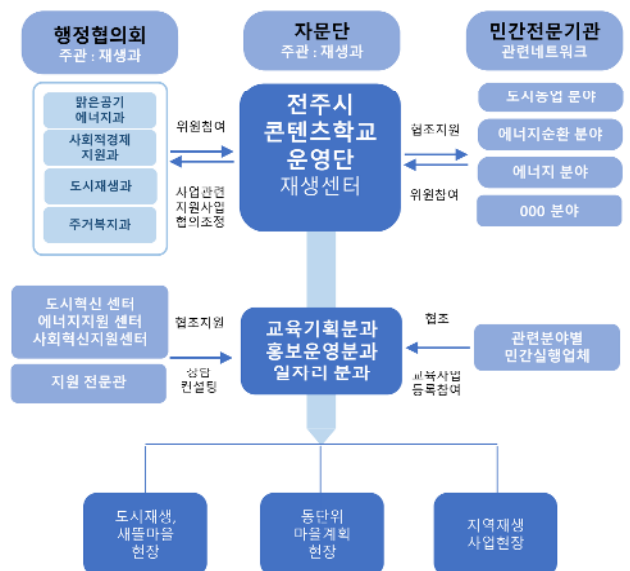 행정협의회
주관 : 재생과
자문단
주관 : 재생과
민간전문기관
관련네트워크
맑은공기
에너지과
사회적경제
지원과
도시재생과
주거복지과
위원참여
사업관련
지원사업
협의조정
전주시
콘텐츠학교
운영단
재생센터
협조지원
위원참여
도시농업 분야
에너지순환 분야
에너지 분야
000 분야
도시혁신 센터
에너지지원 센터
사회혁신지원센터
지원 전문관
협조지원
상담
컨설팅
교육기획분과
홍보운영분과
일자리 분과
협조
교육사업
등록참여
관련분야별
민간실행업체
도시재생,
새뜰마을
현장
동단위
마을계획
현장
지역재생
사업현장